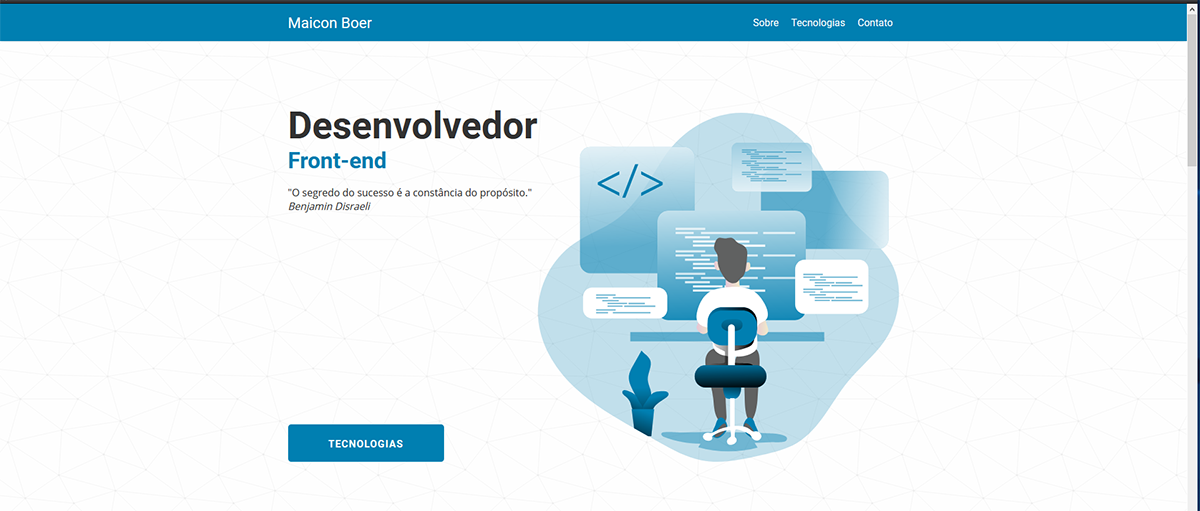 Maicon Boer
Sobre Tecnologias Contato
Desenvolvedor
Front-end
"O segredo do sucesso é a constância do propósito."
Benjamin Disraeli
</>
TECNOLOGIAS